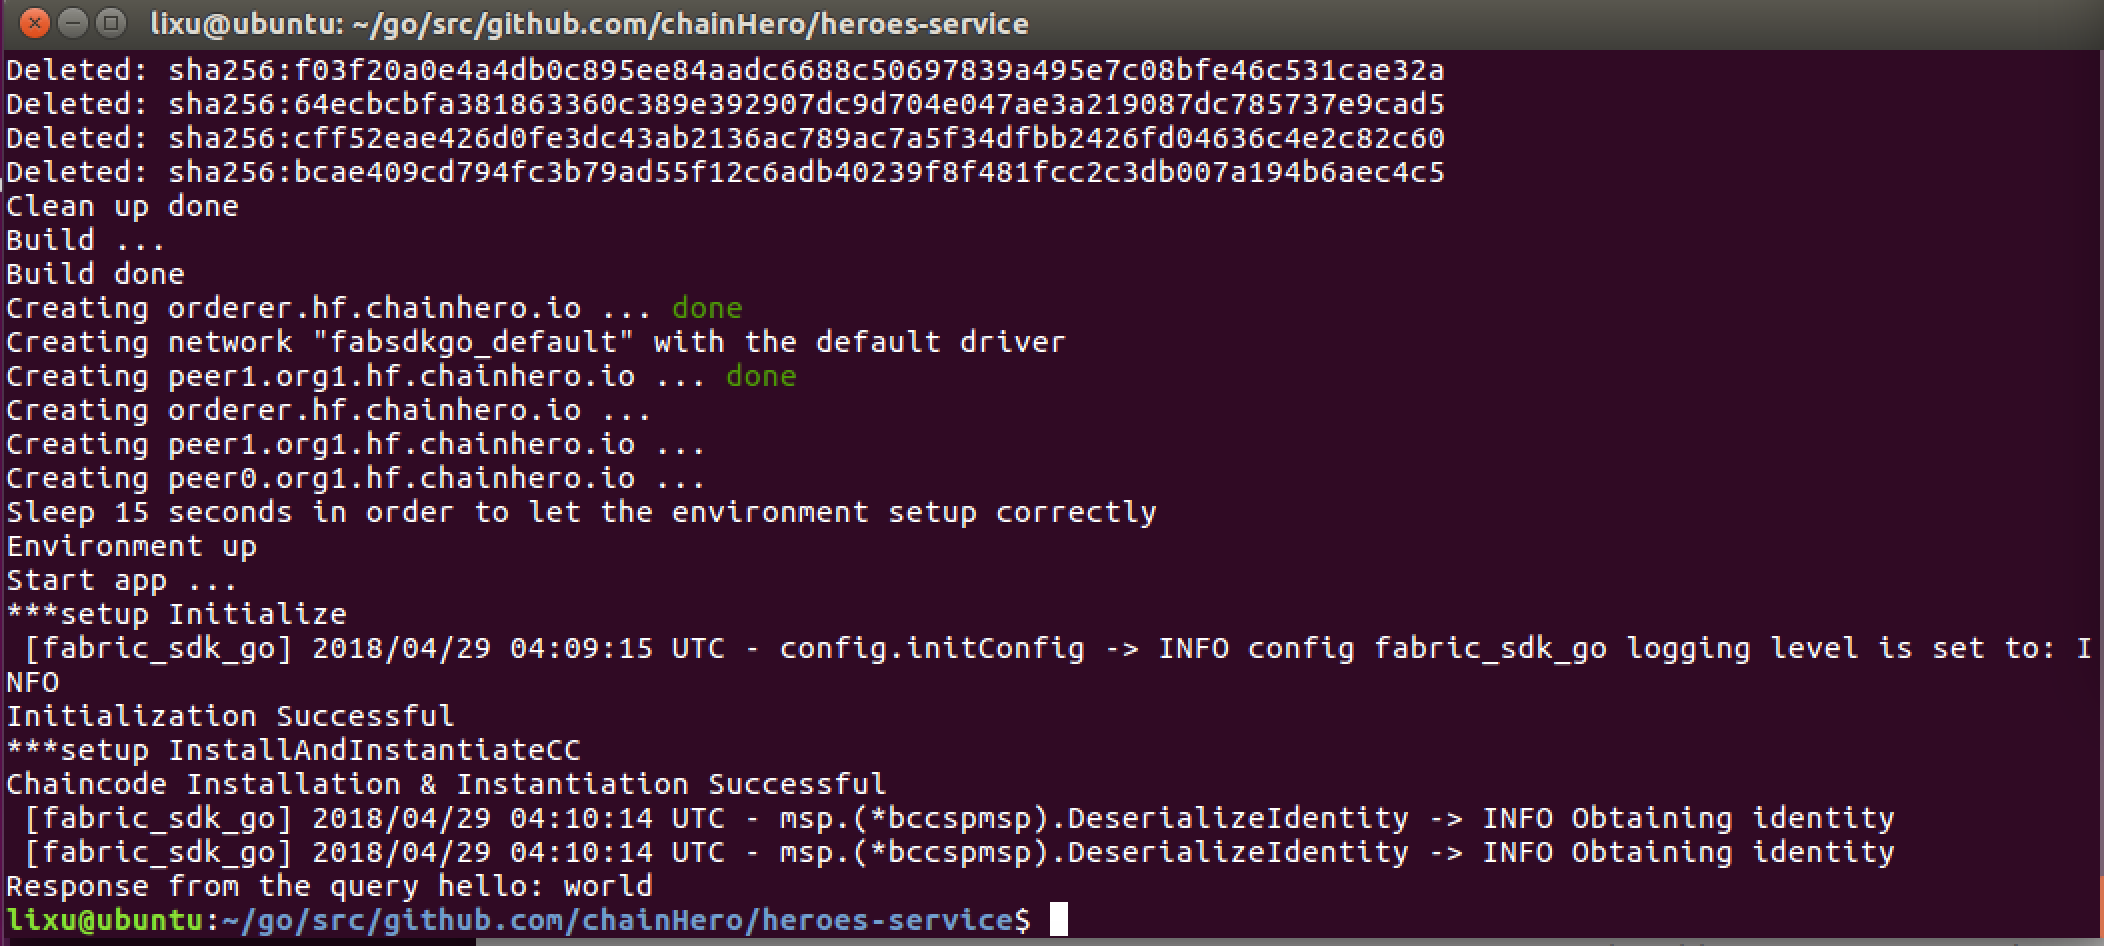 lixu@ubuntu: ~/go/src/github.com/chainHero/heroes-service
Deleted: sha256:f03f20a0e4a4db0c895ee84aadc6688c50697839a495e7c08bfe46c531cae32a
Deleted: sha256:64ecbcbfa381863360c389e392907dc9d704e047ae3a219087dc785737e9cad5
Deleted: sha256:cff52eae426d0fe3dc43ab2136ac789ac7a5f34dfbb2426fd04636c4e2c82c60
Deleted: sha256:bcae409cd794fc3b79ad55f12c6adb40239f8f481fcc2c3db007a194b6aec4c5
Clean up done
Build ...
Build done
Creating orderer.hf.chainhero.io ... done
Creating network "fabsdkgo_default" with the default driver
Creating peer1.org1.hf.chainhero.io ... done
Creating orderer.hf.chainhero.io ...
Creating peer1.org1.hf.chainhero.io ...
Creating peer0.org1.hf.chainhero.io ...
Sleep 15 seconds in order to let the environment setup correctly
Environment up
Start app ...
***setup Initialize
 [fabric_sdk_go] 2018/04/29 04:09:15 UTC - config.initConfig -> INFO config fabric_sdk_go logging level is set to: I
NFO
Initialization Successful
***setup InstallAndInstantiateCC
Chaincode Installation & Instantiation Successful
 [fabric_sdk_go] 2018/04/29 04:10:14 UTC - msp.(*bccspmsp).DeserializeIdentity -> INFO Obtaining identity
 [fabric_sdk_go] 2018/04/29 04:10:14 UTC - msp.(*bccspmsp).DeserializeIdentity -> INFO Obtaining identity
Response from the query hello: world
lixu@ubuntu:~/go/src/github.com/chainHero/heroes-service$